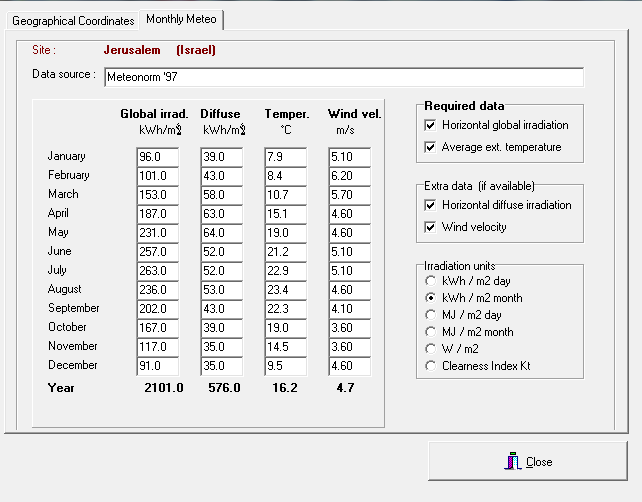 Geographical Coordinates Monthly Meteo
Site : Jerusalem (Israel)
Data source : Meteonorm '97
Global irrad. Diffuse Temper. Wind vel.
kWh/m² kWh/m² °C m/s
January 96.0 39.0 7.9 5.10
February 101.0 43.0 8.4 6.20
March 153.0 58.0 10.7 5.70
April 187.0 63.0 15.1 4.60
May 231.0 64.0 19.0 4.60
June 257.0 52.0 21.2 5.10
July 263.0 52.0 22.9 5.10
August 236.0 53.0 23.4 4.60
September 202.0 43.0 22.3 4.10
October 167.0 39.0 19.0 3.60
November 117.0 35.0 14.5 3.60
December 91.0 35.0 9.5 4.60
Year 2101.0 576.0 16.2 4.7
Required data
Horizontal global irradiation
Average ext. temperature
Extra data (if available)
Horizontal diffuse irradiation
Wind velocity
Irradiation units
kWh / m2 day
kWh / m2 month
MJ / m2 day
MJ / m2 month
W / m2
Clearness Index Kt
Close